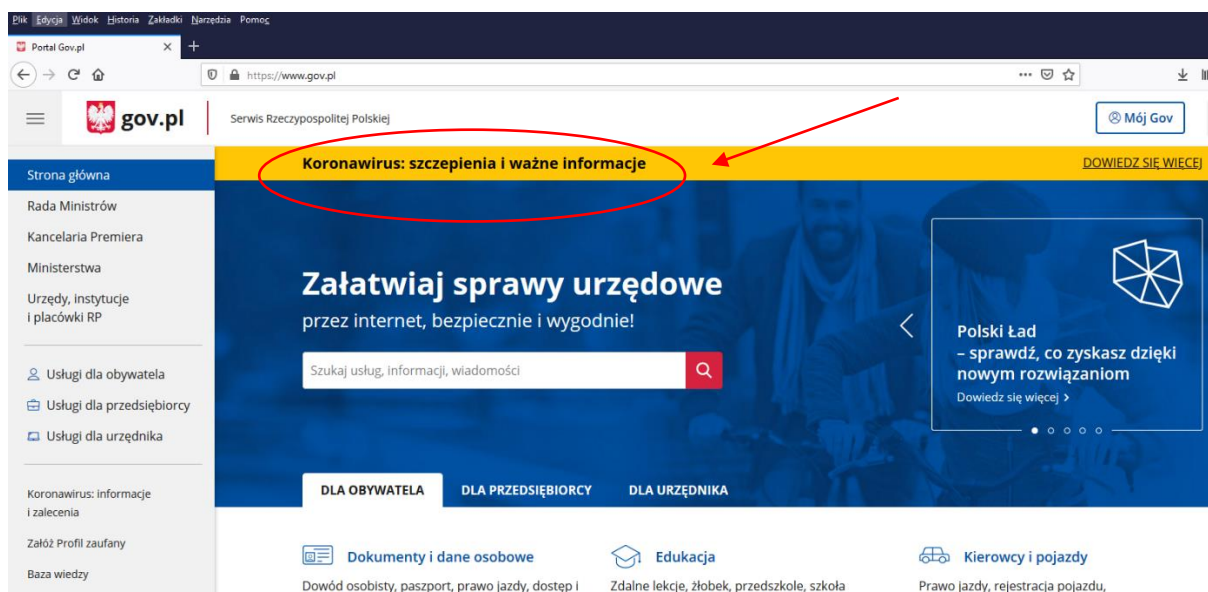 Plik Edycja Widok Historia Zakładki Narzędzia Pomoc
Portal Gov.pl
https://www.gov.pl
gov.pl
Serwis Rzeczypospolitej Polskiej
Mój Gov
Koronawirus: szczepienia i ważne informacje
DOWIEDZ SIĘ WIĘCEJ
Strona główna
Rada Ministrów
Kancelaria Premiera
Ministerstwa
Urzędy, instytucje
i placówki RP
Usługi dla obywatela
Usługi dla przedsiębiorcy
Usługi dla urzędnika
Koronawirus: informacje
i zalecenia
Załóż Profil zaufany
Baza wiedzy
Załatwiaj sprawy urzędowe
przez internet, bezpiecznie i wygodnie!
Szukaj usług, informacji, wiadomości
Polski Ład
– sprawdź, co zyskasz dzięki
nowym rozwiązaniom
Dowiedz się więcej >
DLA OBYWATELA
DLA PRZEDSIĘBIORCY
DLA URZĘDNIKA
Dokumenty i dane osobowe
Dowód osobisty, paszport, prawo jazdy, dostęp i
Edukacja
Zdalne lekcje, żłobek, przedszkole, szkoła
Kierowcy i pojazdy
Prawo jazdy, rejestracja pojazdu,